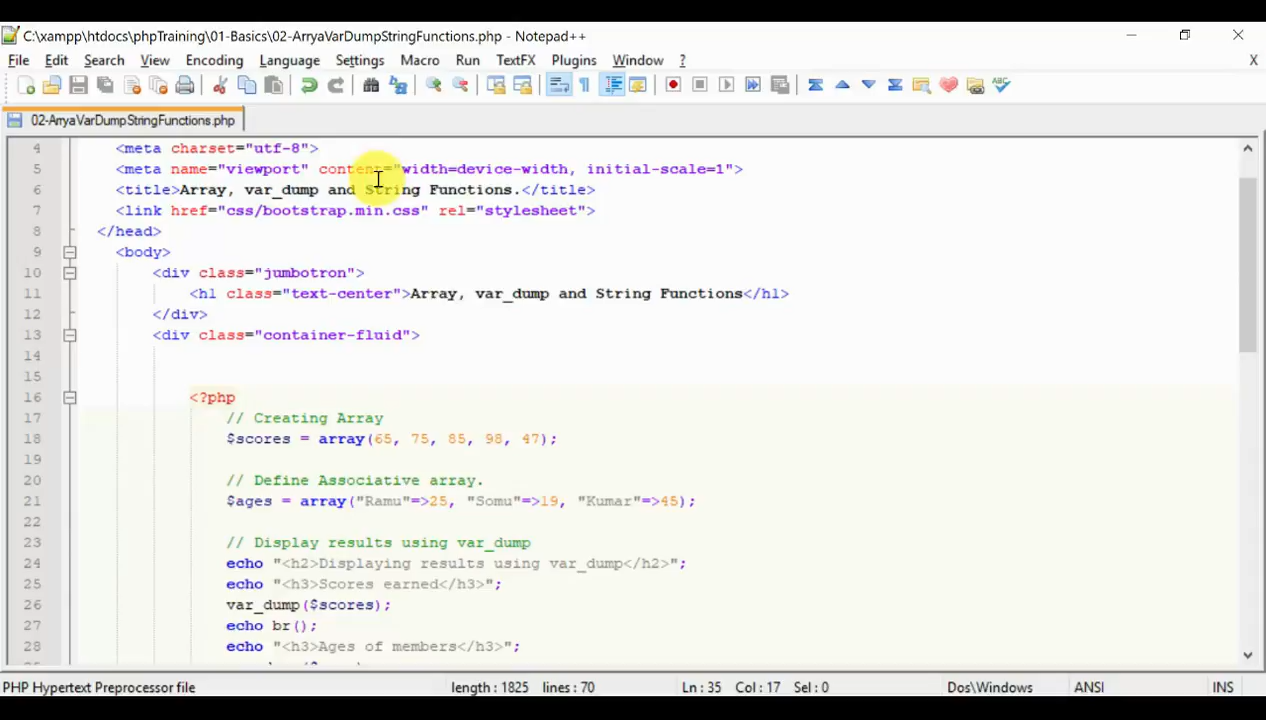 C:\xampp\htdocs\phpTraining\01-Basics\02-ArryaVarDumpStringFunctions.php - Notepad++
File Edit Search View Encoding Language Settings Macro Run TextFX Plugins Window ? X
02-ArryaVarDumpStringFunctions.php
4 <meta charset="utf-8">
5 <meta name="viewport" content="width=device-width, initial-scale=1">
6 <title>Array, var_dump and String Functions.</title>
7 <link href="css/bootstrap.min.css" rel="stylesheet">
8 </head>
9 <body>
10 <div class="jumbotron">
11 <h1 class="text-center">Array, var_dump and String Functions</h1>
12 </div>
13 <div class="container-fluid">
14
15
16 <?php
17 // Creating Array
18 $scores = array(65, 75, 85, 98, 47);
19
20 // Define Associative array.
21 $ages = array("Ramu"=>25, "Somu"=>19, "Kumar"=>45);
22
23 // Display results using var_dump
24 echo "<h2>Displaying results using var_dump</h2>";
25 echo "<h3>Scores earned</h3>";
26 var_dump($scores);
27 echo br();
28 echo "<h3>Ages of members</h3>";
PHP Hypertext Preprocessor file length : 1825 lines : 70 Ln : 35 Col : 17 Sel : 0 Dos\Windows ANSI INS